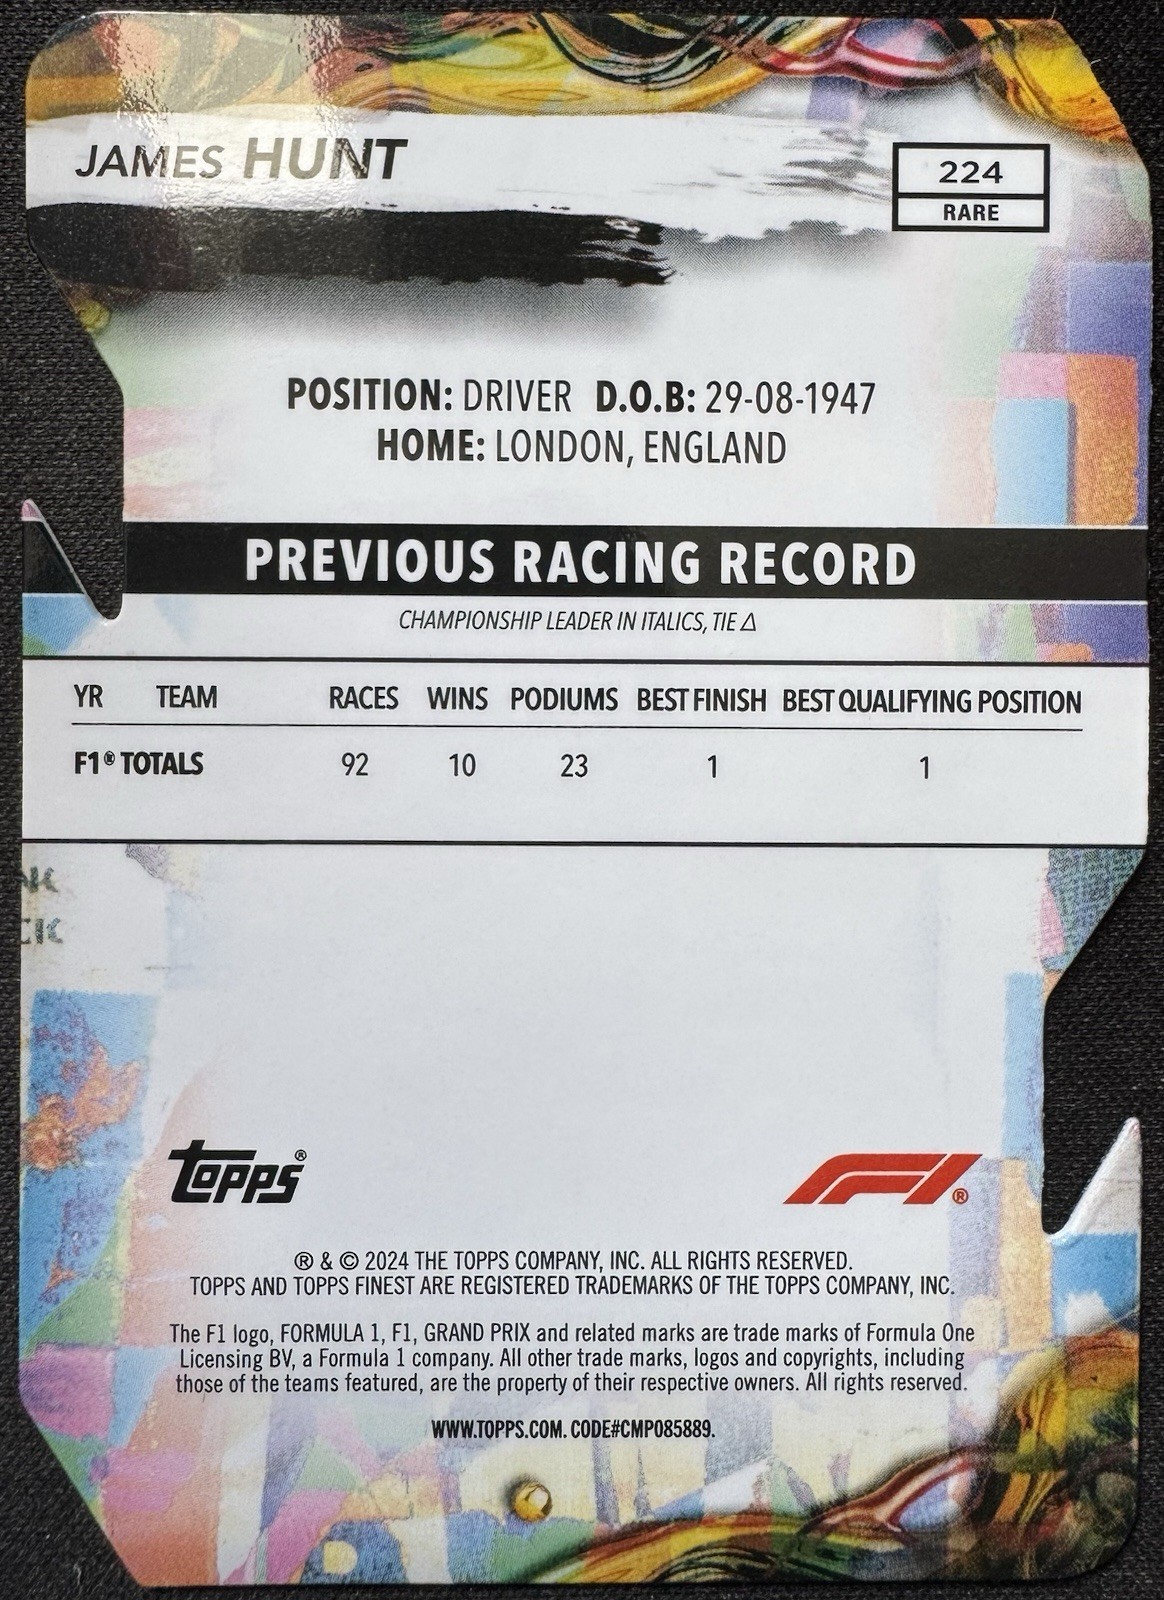 JAMES HUNT
224
RARE
POSITION: DRIVER D.O.B: 29-08-1947
HOME: LONDON, ENGLAND
PREVIOUS RACING RECORD
CHAMPIONSHIP LEADER IN ITALICS, TIE Δ
YR TEAM RACES WINS PODIUMS BEST FINISH BEST QUALIFYING POSITION
F1® TOTALS 92 10 23 1 1
TOPPS®
F1®
® & © 2024 THE TOPPS COMPANY, INC. ALL RIGHTS RESERVED.
TOPPS AND TOPPS FINEST ARE REGISTERED TRADEMARKS OF THE TOPPS COMPANY, INC.
The F1 logo, FORMULA 1, F1, GRAND PRIX and related marks are trade marks of Formula One
Licensing BV, a Formula 1 company. All other trade marks, logos and copyrights, including
those of the teams featured, are the property of their respective owners. All rights reserved.
WWW.TOPPS.COM. CODE#CMP085889.